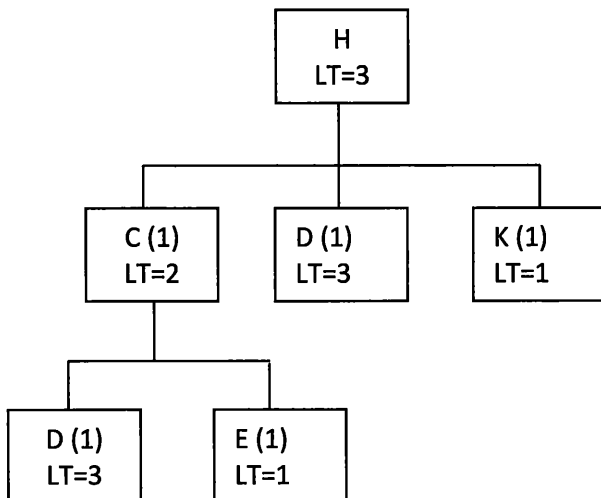 H
LT=3
C (1)
LT=2
D (1)
LT=3
K (1)
LT=1
D (1)
LT=3
E (1)
LT=1